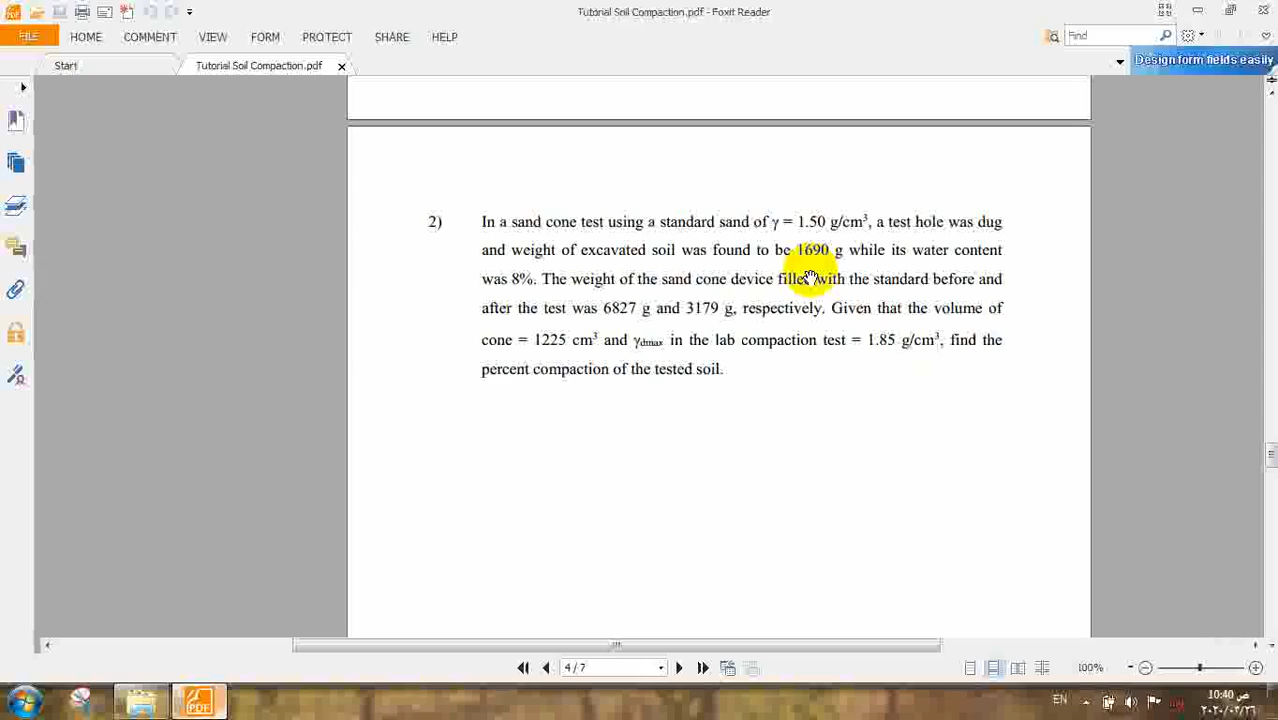 Tutorial Soil Compaction.pdf - Foxit Reader
FILE HOME COMMENT VIEW FORM PROTECT SHARE HELP
Find
Start Tutorial Soil Compaction.pdf
Design form fields easily
2) In a sand cone test using a standard sand of γ = 1.50 g/cm³, a test hole was dug
and weight of excavated soil was found to be 1690 g while its water content
was 8%. The weight of the sand cone device filled with the standard before and
after the test was 6827 g and 3179 g, respectively. Given that the volume of
cone = 1225 cm³ and γdmax in the lab compaction test = 1.85 g/cm³, find the
percent compaction of the tested soil.
4 / 7
100%
PDF
EN
10:40 ص
٢٠٢٠/٠٣/٢٦